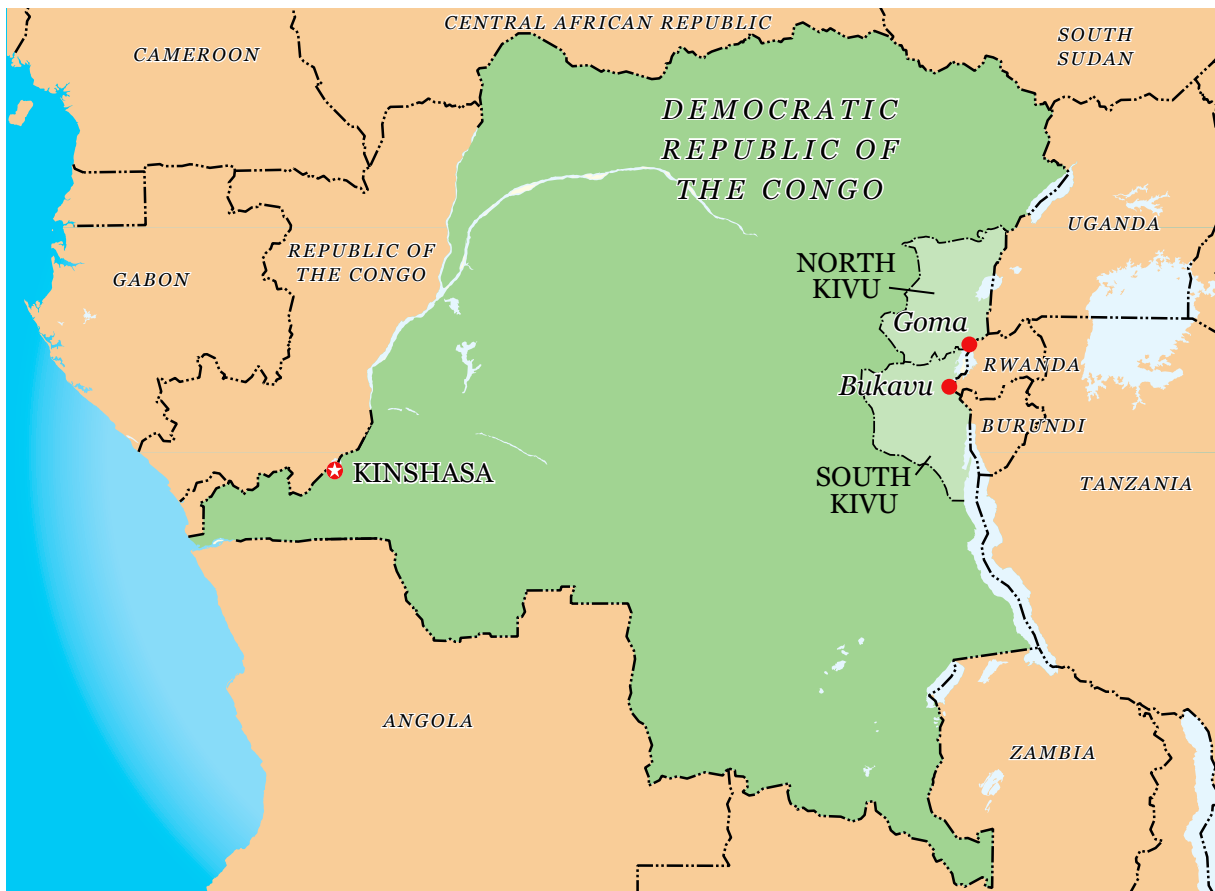 CENTRAL AFRICAN REPUBLIC
SOUTH
SUDAN
CAMEROON
DEMOCRATIC
REPUBLIC OF
THE CONGO
UGANDA
REPUBLIC OF
THE CONGO
GABON
NORTH
KIVU
Goma
RWANDA
Bukavu
BURUNDI
KINSHASA
SOUTH
KIVU
TANZANIA
ANGOLA
ZAMBIA